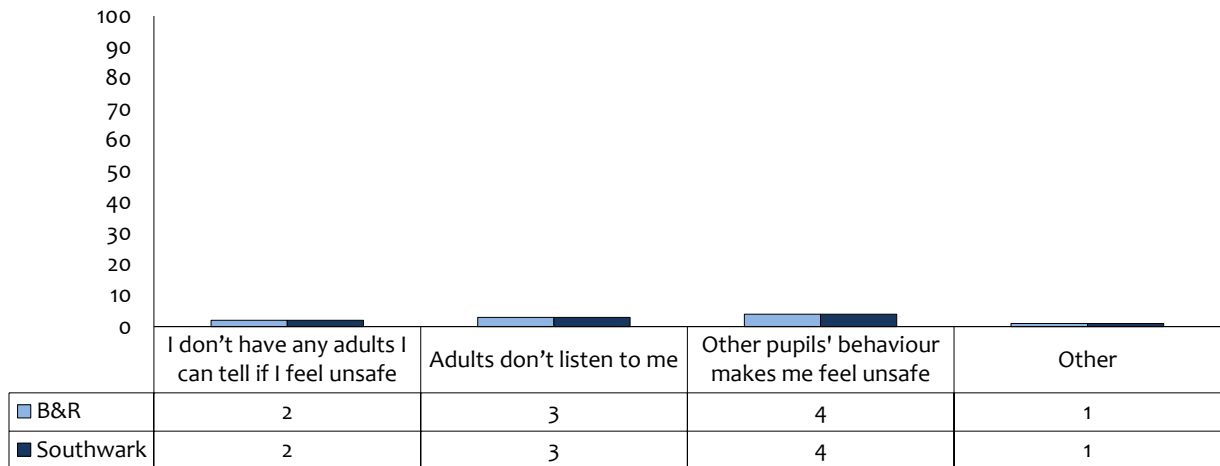 100
90
80
70
60
50
40
30
20
10
0
I don’t have any adults I
can tell if I feel unsafe
Adults don’t listen to me
Other pupils' behaviour
makes me feel unsafe
Other
B&R 2 3 4 1
Southwark 2 3 4 1